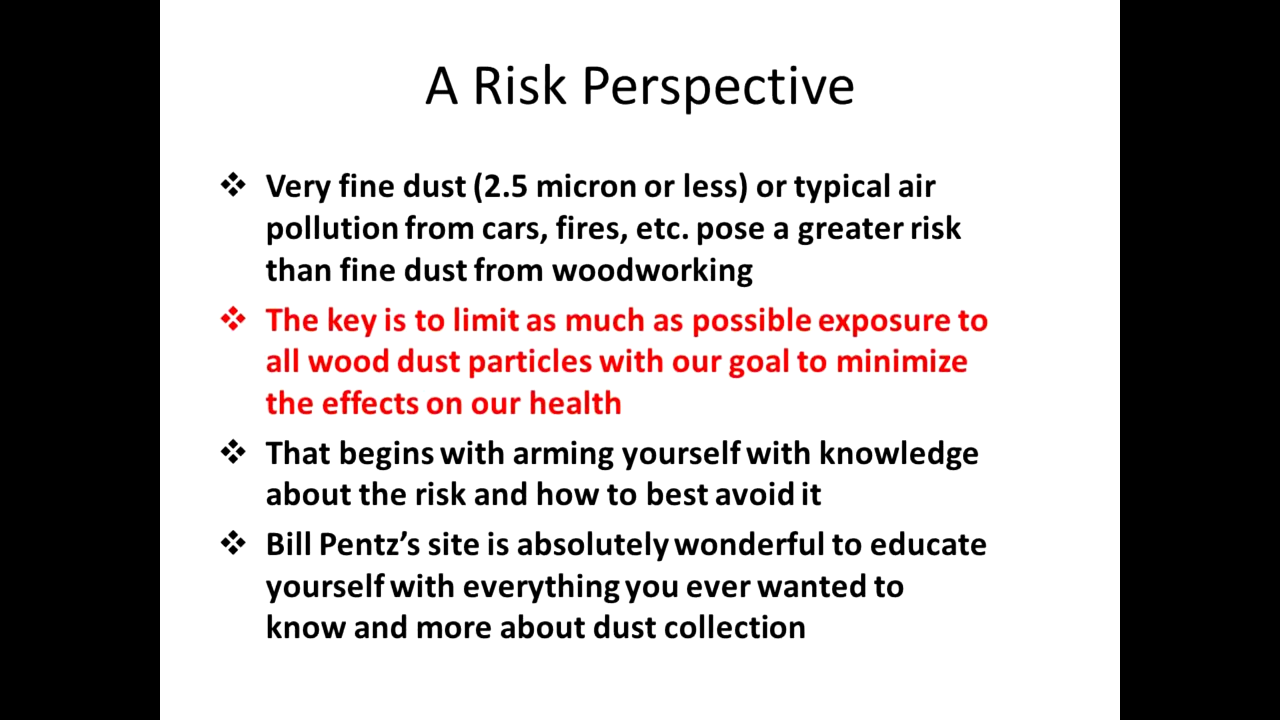 A Risk Perspective
❖ Very fine dust (2.5 micron or less) or typical air
pollution from cars, fires, etc. pose a greater risk
than fine dust from woodworking
❖ The key is to limit as much as possible exposure to
all wood dust particles with our goal to minimize
the effects on our health
❖ That begins with arming yourself with knowledge
about the risk and how to best avoid it
❖ Bill Pentz’s site is absolutely wonderful to educate
yourself with everything you ever wanted to
know and more about dust collection